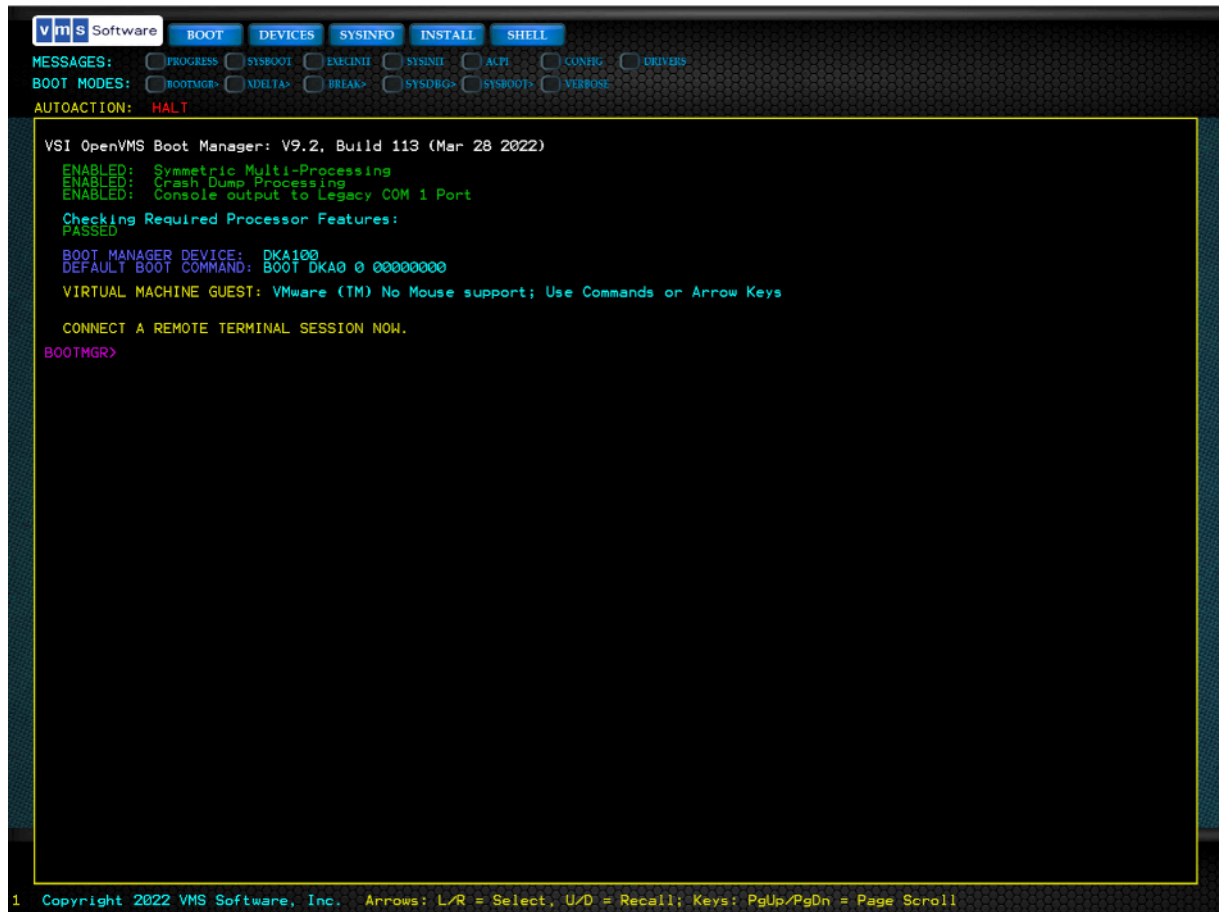 vms Software BOOT DEVICES SYSINFO INSTALL SHELL
MESSAGES: PROGRESS SYSBOOT EXECINIT SYSINIT ACPI CONFIG DRIVERS
BOOT MODES: BOOTMGR> XDELTA> BREAK> SYSDBG> SYSBOOT> VERBOSE
AUTOACTION: HALT
VSI OpenVMS Boot Manager: V9.2, Build 113 (Mar 28 2022)
ENABLED: Symmetric Multi-Processing
ENABLED: Crash Dump Processing
ENABLED: Console output to Legacy COM 1 Port
Checking Required Processor Features:
PASSED
BOOT MANAGER DEVICE: DKA100
DEFAULT BOOT COMMAND: BOOT DKA0 0 00000000
VIRTUAL MACHINE GUEST: VMware (TM) No Mouse support; Use Commands or Arrow Keys
CONNECT A REMOTE TERMINAL SESSION NOW.
BOOTMGR>
1 Copyright 2022 VMS Software, Inc. Arrows: L/R = Select, U/D = Recall; Keys: PgUp/PgDn = Page Scroll